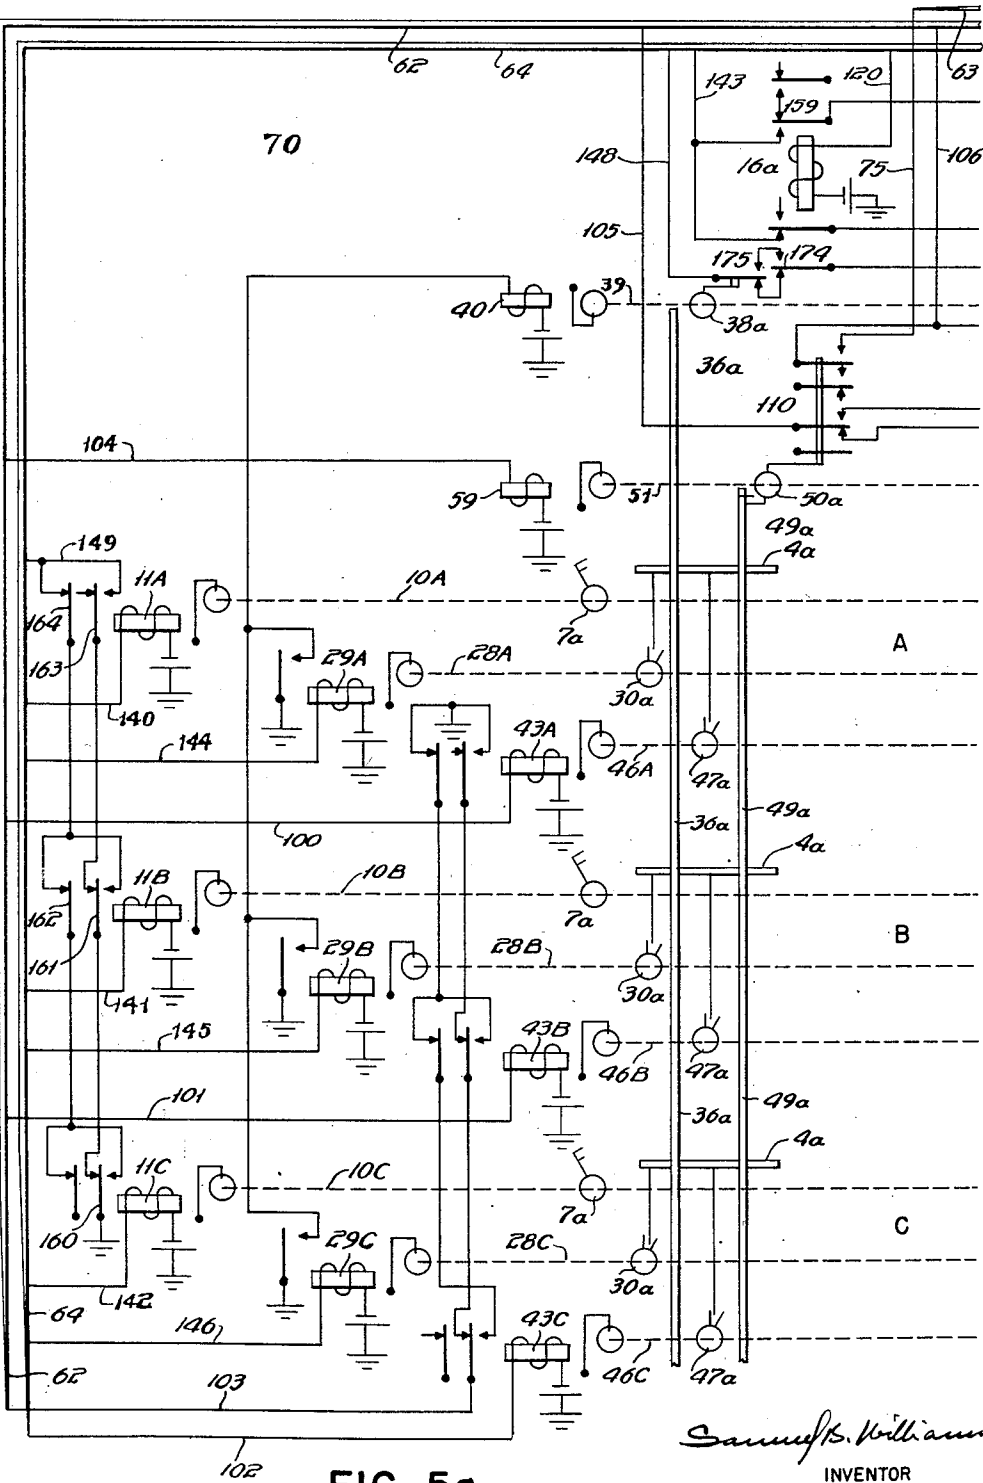 62
64
63
143
159
120
70
148
16a
75
106
105
175
174
40
39
38a
36a
110
104
59
51
50a
49a
149
4a
11A
10A
164
163
7a
A
29A
28A
30a
140
144
43A
46A
47a
100
36a
49a
4a
11B
10B
162
7a
161
B
29B
28B
141
30a
145
43B
46B
47a
101
36a
49a
4a
11C
10C
160
7a
C
29C
28C
142
30a
64
146
43C
46C
47a
62
103
102
FIG. 5a
Samuel B. Williams
INVENTOR